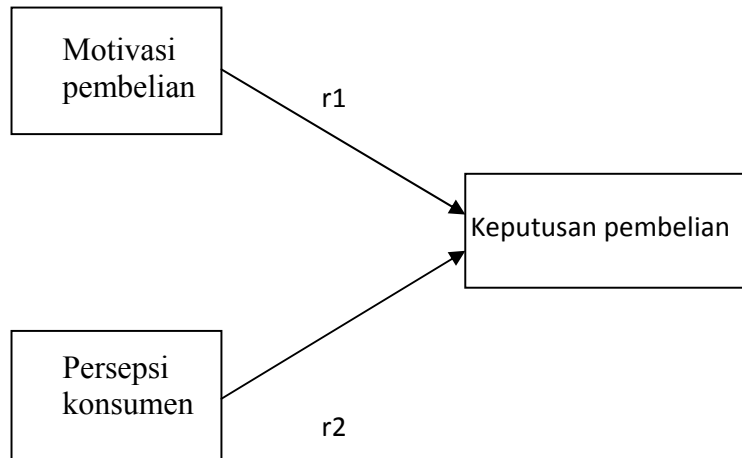 Motivasi
pembelian
r1
Keputusan pembelian
Persepsi
konsumen
r2